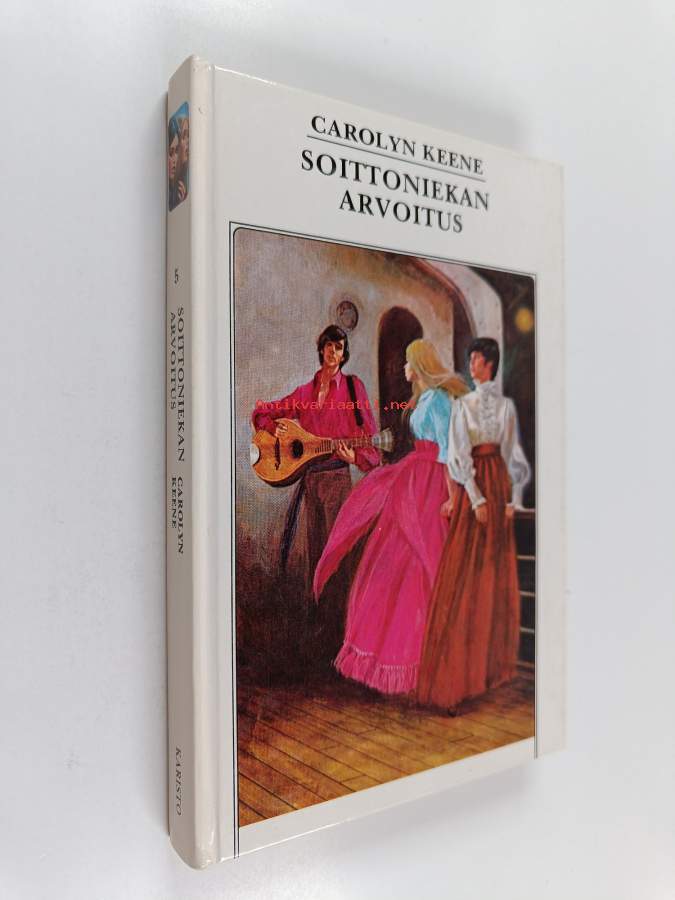 CAROLYN KEENE
SOITTONIEKAN
ARVOITUS
Antikvariaatti.net
5
SOITTONIEKAN
ARVOITUS
CAROLYN
KEENE
KARISTO